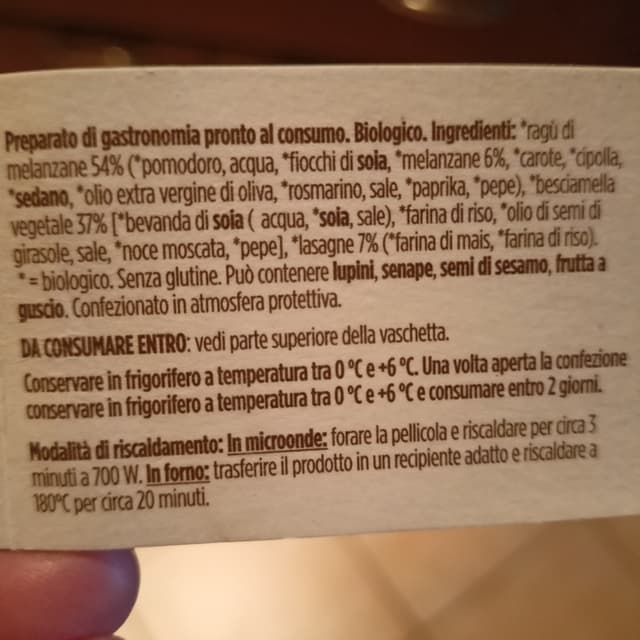 Preparato di gastronomia pronto al consumo. Biologico. Ingredienti: *ragù di
melanzane 54% (*pomodoro, acqua, *fiocchi di soia, *melanzane 6%, *carote, *cipolla,
*sedano, *olio extra vergine di oliva, *rosmarino, sale, *paprika, *pepe), *besciamella
vegetale 37% [*bevanda di soia ( acqua, *soia, sale), *farina di riso, *olio di semi di
girasole, sale, *noce moscata, *pepe], *lasagne 7% (*farina di mais, *farina di riso).
* = biologico. Senza glutine. Può contenere lupini, senape, semi di sesamo, frutta a
guscio. Confezionato in atmosfera protettiva.
DA CONSUMARE ENTRO: vedi parte superiore della vaschetta.
Conservare in frigorifero a temperatura tra 0 °C e +6 °C. Una volta aperta la confezione
conservare in frigorifero a temperatura tra 0 °C e +6 °C e consumare entro 2 giorni.
Modalità di riscaldamento: In microonde: forare la pellicola e riscaldare per circa 3
minuti a 700 W. In forno: trasferire il prodotto in un recipiente adatto e riscaldare a
180°C per circa 20 minuti.